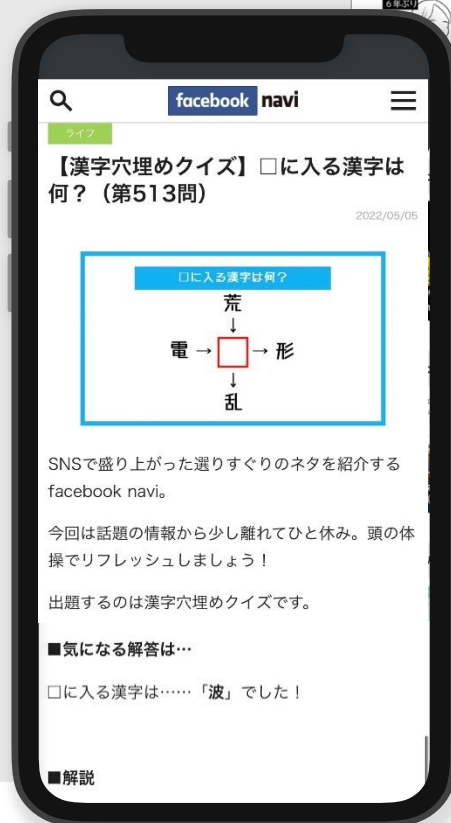 6年ぶり
facebook navi
ライフ
【漢字穴埋めクイズ】□に入る漢字は
何？（第513問）
2022/05/05
□に入る漢字は何？
荒
↓
電 → □ → 形
↓
乱
SNSで盛り上がった選りすぐりのネタを紹介する
facebook navi。
今回は話題の情報から少し離れてひと休み。頭の体
操でリフレッシュしましょう！
出題するのは漢字穴埋めクイズです。
■気になる解答は…
□に入る漢字は……「波」でした！
■解説